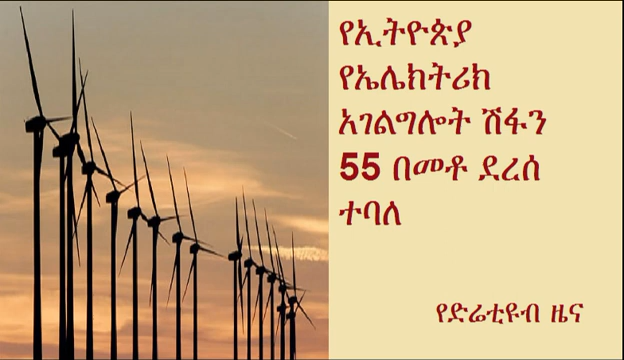 የኢትዮጵያ
የኤሌክትሪክ
አገልግሎት ሽፋን
55 በመቶ ደረሰ
ተባለ
የድሬቲዩብ ዜና